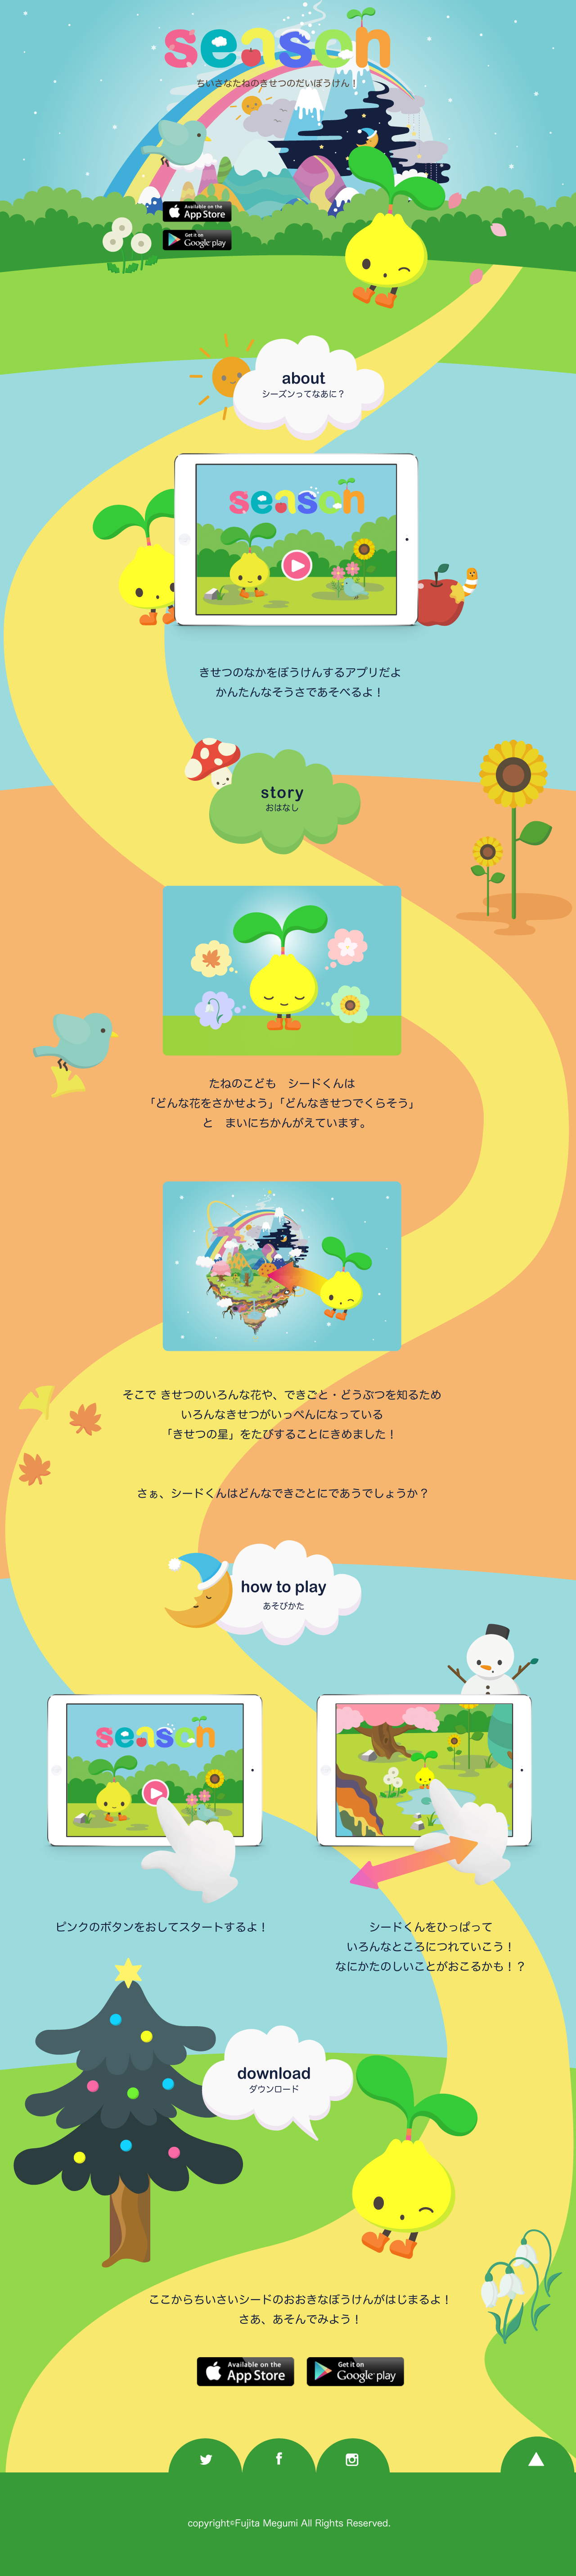 season
ちいさなたねのきせつのだいぼうけん！
Available on the
App Store
Get it on
Google play
about
シーズンってなあに？
season
きせつのなかをぼうけんするアプリだよ
かんたんなそうさであそべるよ！
story
おはなし
たねのこども　シードくんは
「どんな花をさかせよう」「どんなきせつでくらそう」
と　まいにちかんがえています。
そこで きせつのいろんな花や、できごと・どうぶつを知るため
いろんなきせつがいっぺんになっている
「きせつの星」をたびすることにきめました！
さぁ、シードくんはどんなできごとにであうでしょうか？
how to play
あそびかた
season
ピンクのボタンをおしてスタートするよ！
シードくんをひっぱって
いろんなところにつれていこう！
なにかたのしいことがおこるかも！？
download
ダウンロード
ここからちいさいシードのおおきなぼうけんがはじまるよ！
さあ、あそんでみよう！
Available on the
App Store
Get it on
Google play
copyright©Fujita Megumi All Rights Reserved.